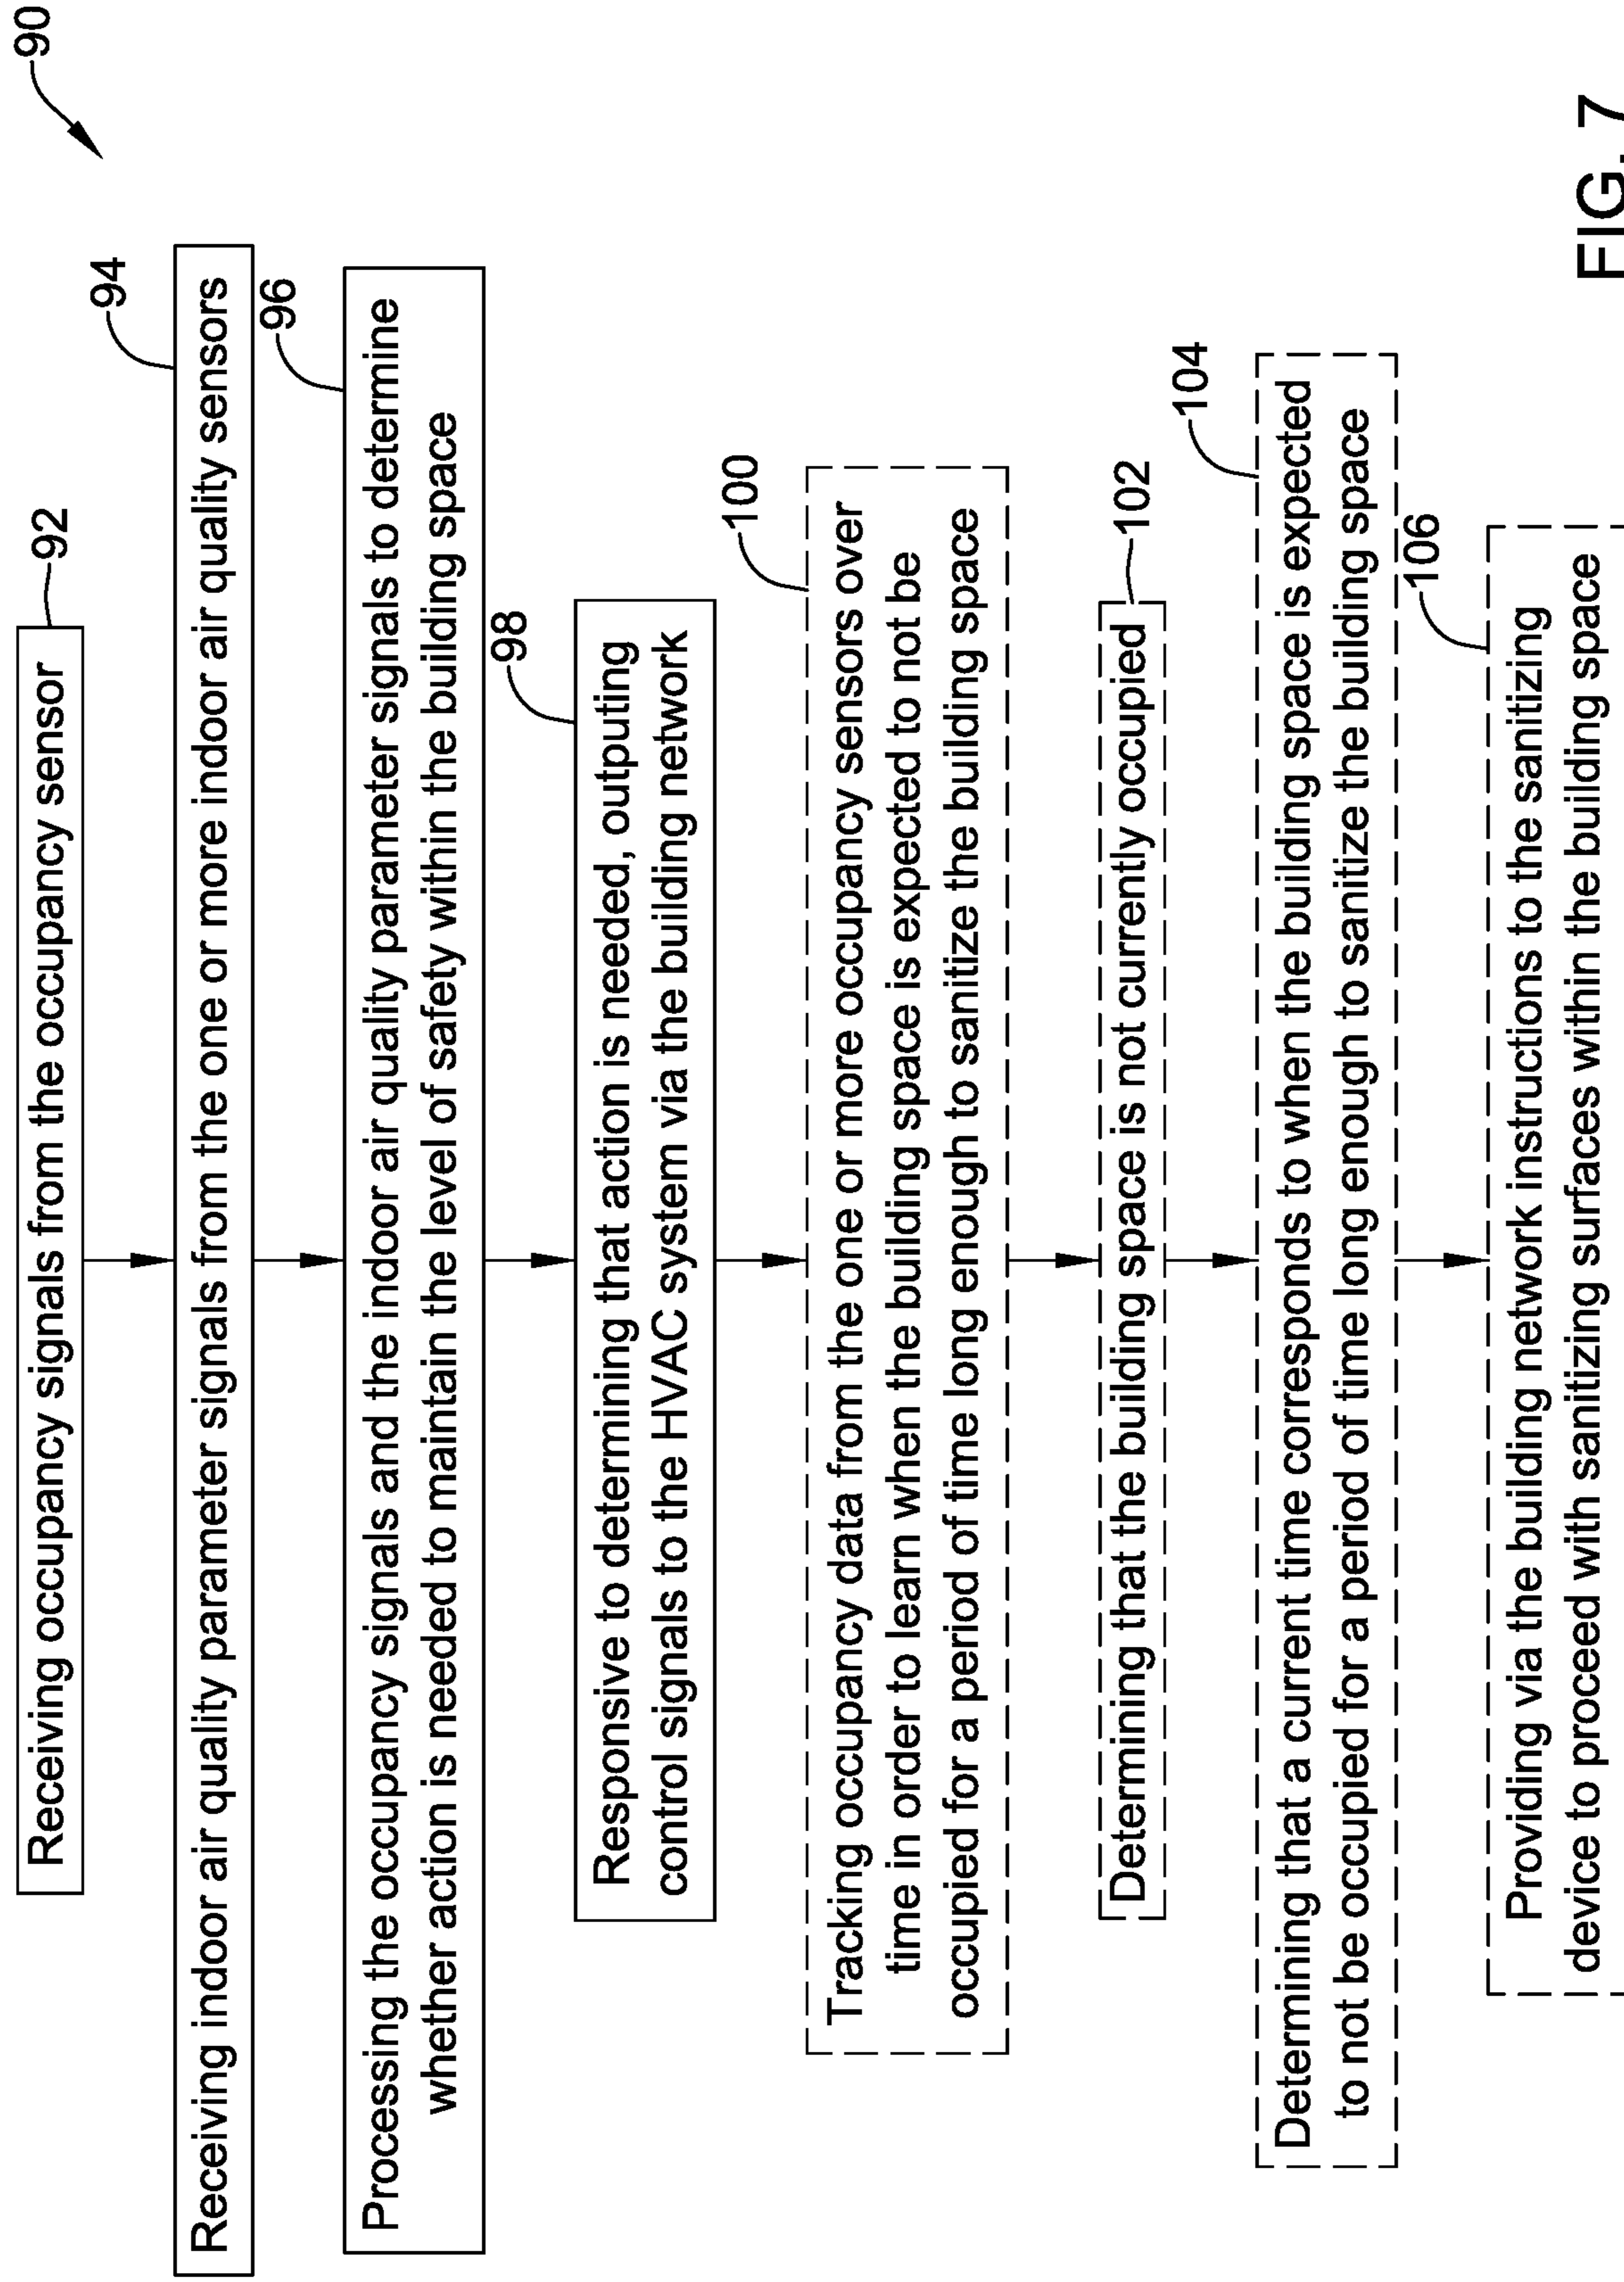 90
Receiving occupancy signals from the occupancy sensor
92
94
Receiving indoor air quality parameter signals from the one or more indoor air quality sensors
96
Processing the occupancy signals and the indoor air quality parameter signals to determine
whether action is needed to maintain the level of safety within the building space
98
Responsive to determining that action is needed, outputing
control signals to the HVAC system via the building network
100
Tracking occupancy data from the one or more occupancy sensors over
time in order to learn when the building space is expected to not be
occupied for a period of time long enough to sanitize the building space
Determining that the building space is not currently occupied
102
104
Determining that a current time corresponds to when the building space is expected
to not be occupied for a period of time long enough to sanitize the building space
106
Providing via the building network instructions to the sanitizing
device to proceed with sanitizing surfaces within the building space
FIG. 7